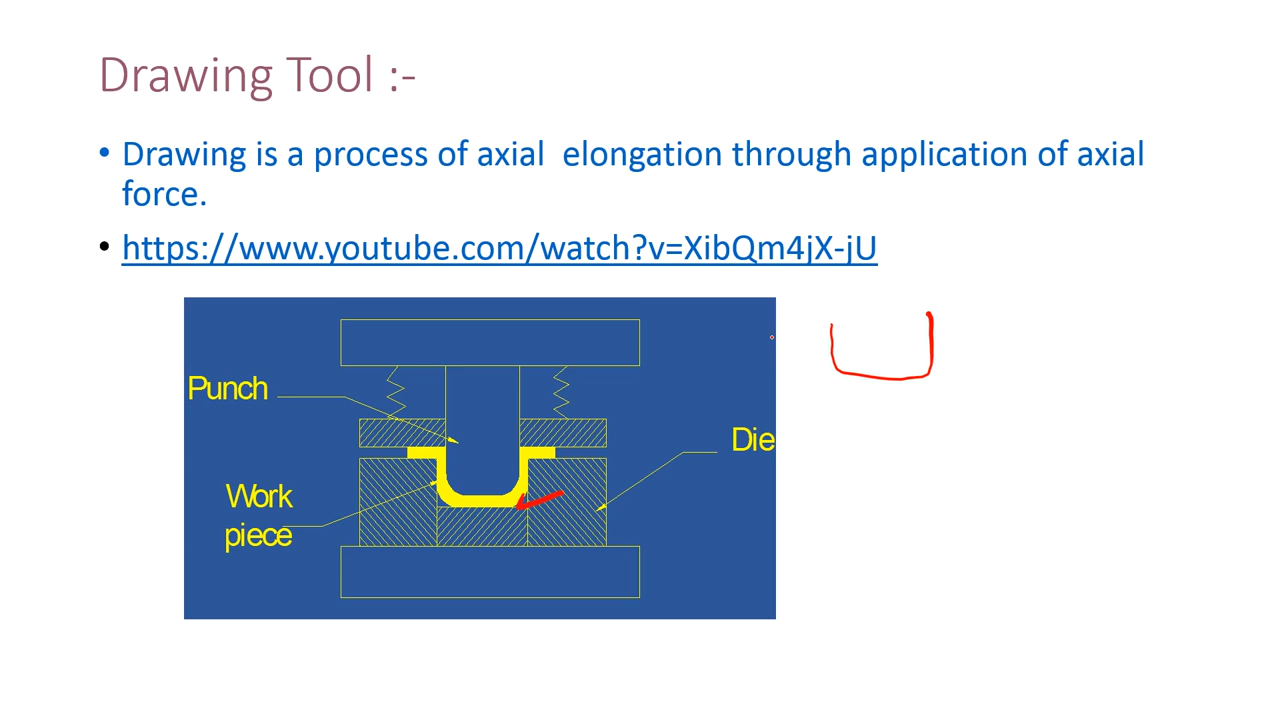 Drawing Tool :-
• Drawing is a process of axial  elongation through application of axial
force.
• https://www.youtube.com/watch?v=XibQm4jX-jU
Punch
Die
Work
piece